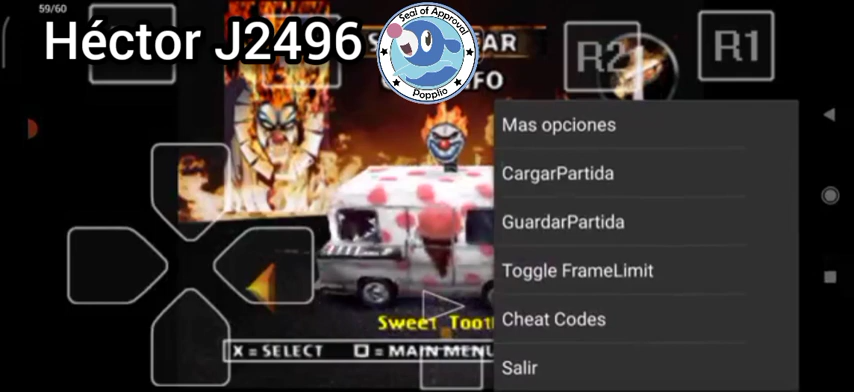 59/60
Héctor J2496
Seal of Approval
Popplio
R2
R1
Mas opciones
CargarPartida
GuardarPartida
Toggle FrameLimit
Cheat Codes
Salir
Sweet Toot
X = SELECT
□ = MAIN MENU